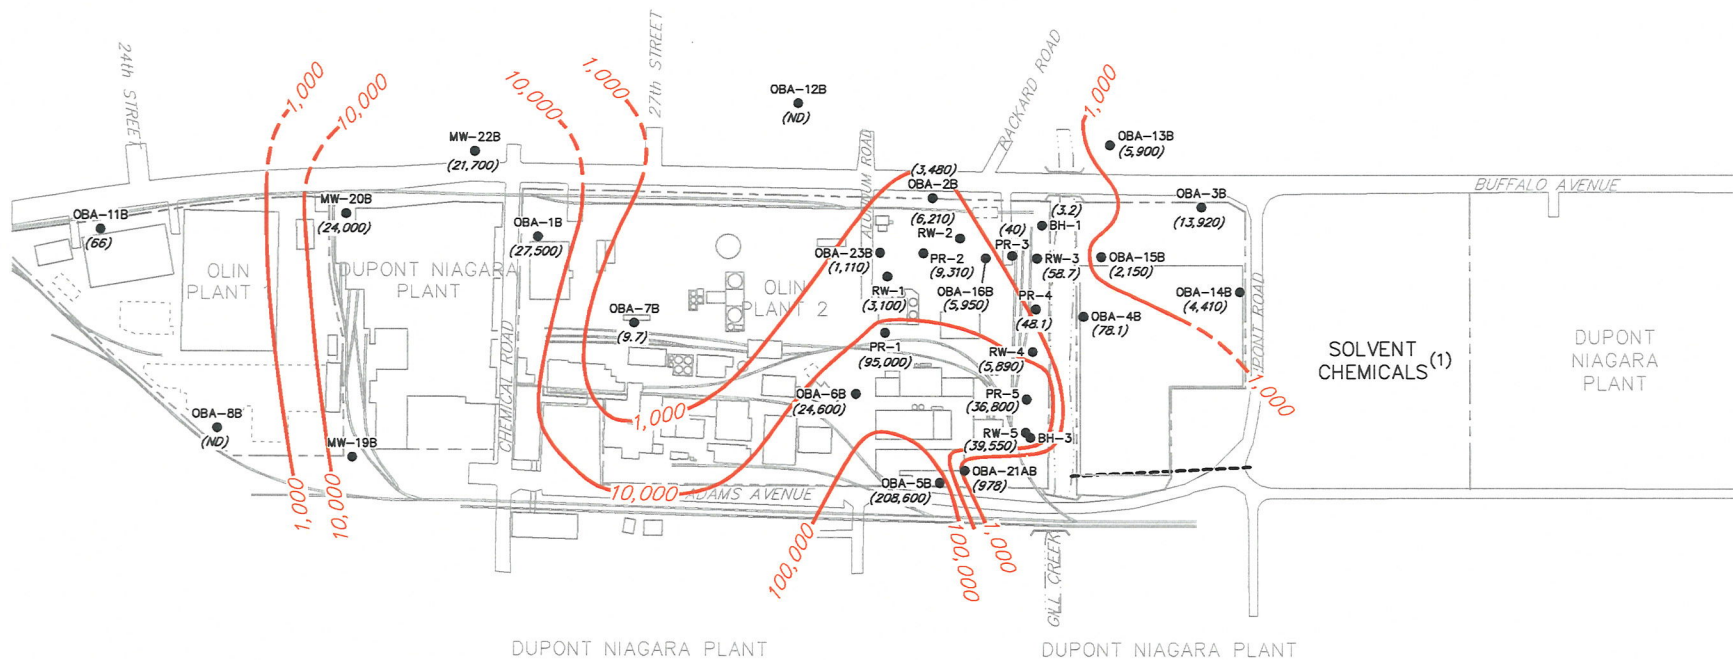 24th STREET
1,000
10,000
10,000
1,000
27th STREET
OBA-12B
(ND)
RACKARD ROAD
1,000
OBA-13B
(5,900)
MW-22B
(21,700)
ALUMINUM ROAD
(3,480)
OBA-2B
(6,210)
RW-2
BUFFALO AVENUE
OBA-3B
(13,920)
OBA-11B
(66)
MW-20B
(24,000)
OBA-1B
(27,500)
(3.2)
BH-1
(40)
PR-3
OBA-23B
(1,110)
PR-2
(9,310)
RW-3
(58.7)
OBA-15B
(2,150)
OLIN
PLANT
DUPONT NIAGARA
PLANT
OLIN
PLANT 2
RW-1
(3,100)
OBA-16B
(5,950)
PR-4
(48.1)
OBA-14B
(4,410)
OBA-7B
(9.7)
OBA-4B
(78.1)
PR-1
(95,000)
RW-4
(5,890)
SOLVENT
CHEMICALS(1)
DUPONT
NIAGARA
PLANT
CHEMICAL ROAD
1,000
OBA-6B
(24,600)
PR-5
(36,800)
1,000
OBA-8B
(ND)
MW-19B
RW-5
(39,550)
BH-3
10,000
ADAMS AVENUE
OBA-5B
(208,600)
OBA-21AB
(978)
1,000
10,000
100,000
100,000
1,000
GILL CREEK
DUPONT NIAGARA PLANT
DUPONT NIAGARA PLANT